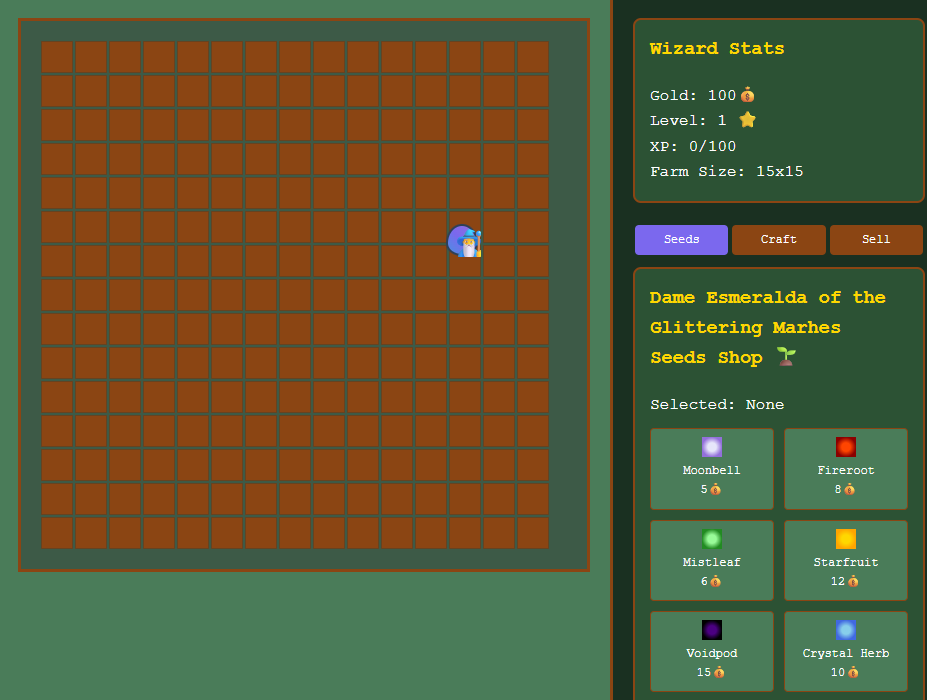 Wizard Stats
Gold: 100
Level: 1
XP: 0/100
Farm Size: 15x15
Seeds
Craft
Sell
Dame Esmeralda of the
Glittering Marhes
Seeds Shop
Selected: None
Moonbell
5
Fireroot
8
Mistleaf
6
Starfruit
12
Voidpod
15
Crystal Herb
10